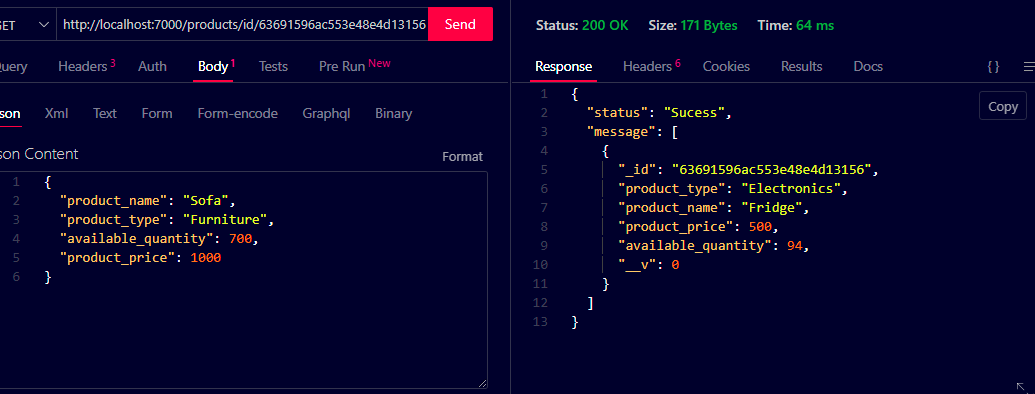 GET http://localhost:7000/products/id/63691596ac553e48e4d13156 Send
Status: 200 OK Size: 171 Bytes Time: 64 ms
uery Headers 3 Auth Body 1 Tests Pre Run New
Response Headers 6 Cookies Results Docs { }
son Xml Text Form Form-encode Graphql Binary
son Content Format
1 {
2 "product_name": "Sofa",
3 "product_type": "Furniture",
4 "available_quantity": 700,
5 "product_price": 1000
6 }
Copy
1 {
2 "status": "Sucess",
3 "message": [
4 {
5 "_id": "63691596ac553e48e4d13156",
6 "product_type": "Electronics",
7 "product_name": "Fridge",
8 "product_price": 500,
9 "available_quantity": 94,
10 "__v": 0
11 }
12 ]
13 }